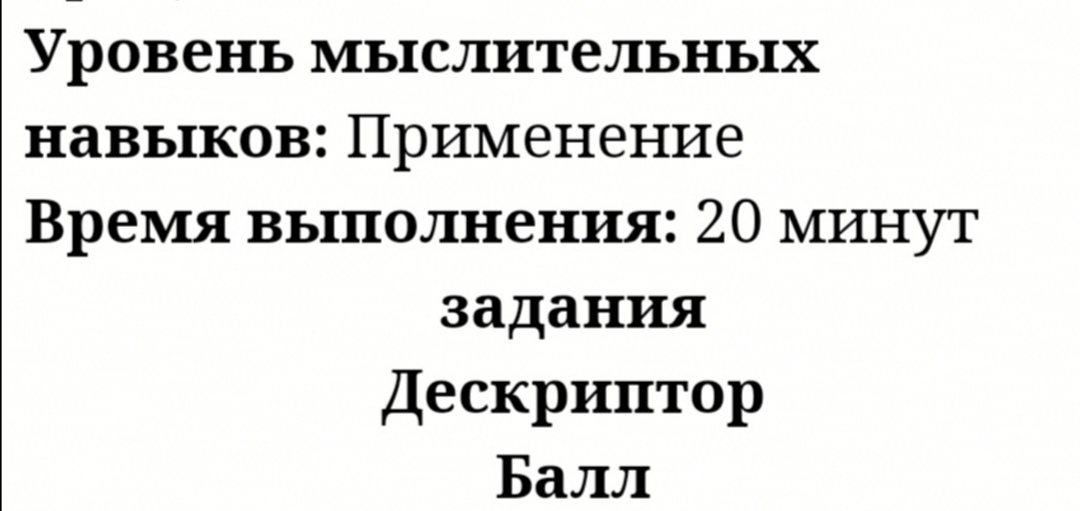 Уровень мыслительных
навыков: Применение
Время выполнения: 20 минут
задания
Дескриптор
Балл